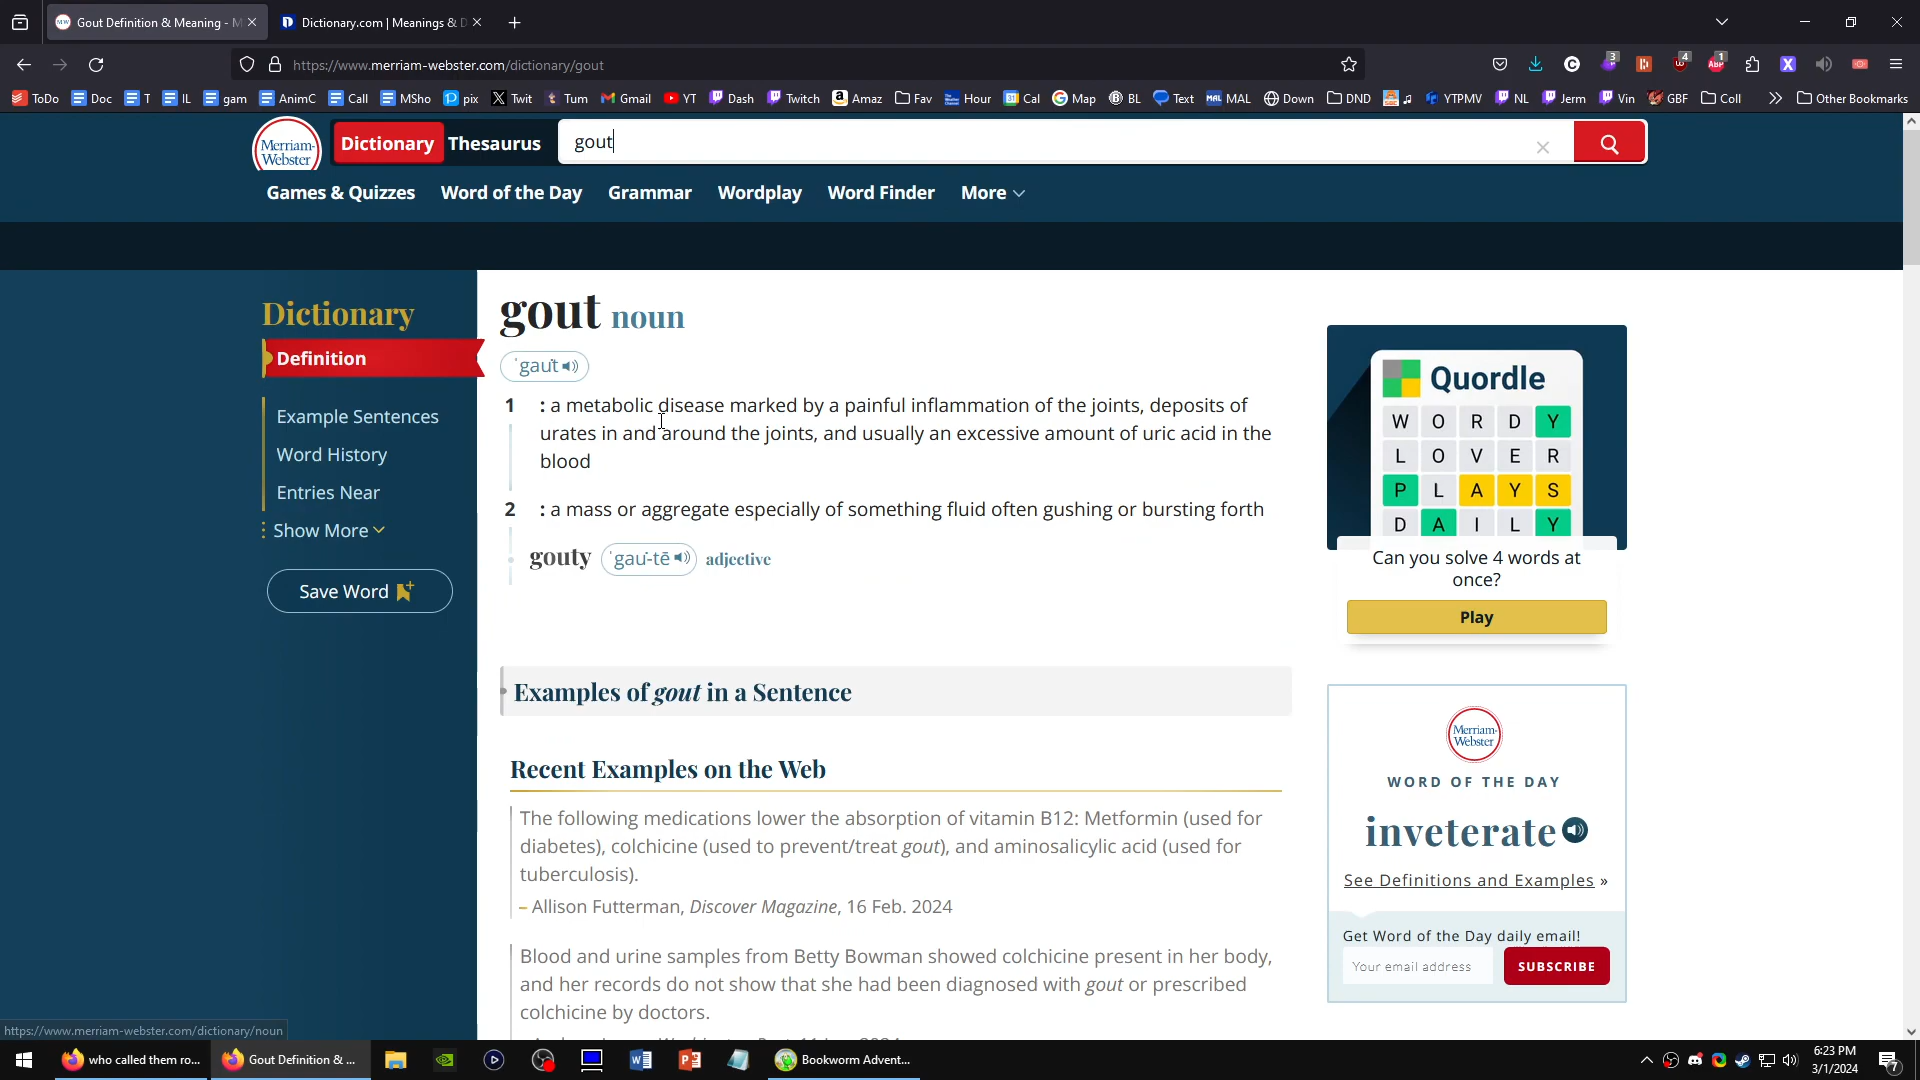 Gout Definition & Meaning - M
Dictionary.com | Meanings & D
https://www.merriam-webster.com/dictionary/gout
3
4
1
ToDo Doc T IL gam AnimC Call MSho pix Twit Tum Gmail YT Dash Twitch Amaz Fav Hour Cal Map BL Text MAL Down DND ♫ YTPMV NL Jerm Vin GBF Coll Other Bookmarks
Merriam-
Webster
Dictionary Thesaurus gout
Games & Quizzes Word of the Day Grammar Wordplay Word Finder More
Dictionary
Definition
Example Sentences
Word History
Entries Near
Show More
Save Word
gout noun
ˈgau̇t
1 : a metabolic disease marked by a painful inflammation of the joints, deposits of
urates in and around the joints, and usually an excessive amount of uric acid in the
blood
2 : a mass or aggregate especially of something fluid often gushing or bursting forth
gouty ˈgau̇-tē adjective
Examples of gout in a Sentence
Recent Examples on the Web
The following medications lower the absorption of vitamin B12: Metformin (used for
diabetes), colchicine (used to prevent/treat gout), and aminosalicylic acid (used for
tuberculosis).
– Allison Futterman, Discover Magazine, 16 Feb. 2024
Blood and urine samples from Betty Bowman showed colchicine present in her body,
and her records do not show that she had been diagnosed with gout or prescribed
colchicine by doctors.
Quordle
W O R D Y
L O V E R
P L A Y S
D A I L Y
Can you solve 4 words at
once?
Play
Merriam-
Webster
WORD OF THE DAY
inveterate
See Definitions and Examples »
Get Word of the Day daily email!
Your email address SUBSCRIBE
https://www.merriam-webster.com/dictionary/noun
who called them ro...
Gout Definition & ...
Bookworm Advent...
6:23 PM
3/1/2024
7